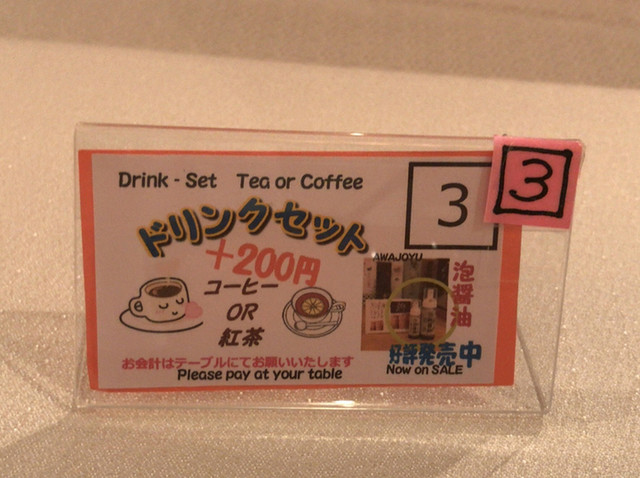 Drink - Set Tea or Coffee
3
3
ドリンクセット
+200円
コーヒー
OR
紅茶
AWAJOYU
泡醤油
好評発売中
Now on SALE
お会計はテーブルにてお願いいたします
Please pay at your table